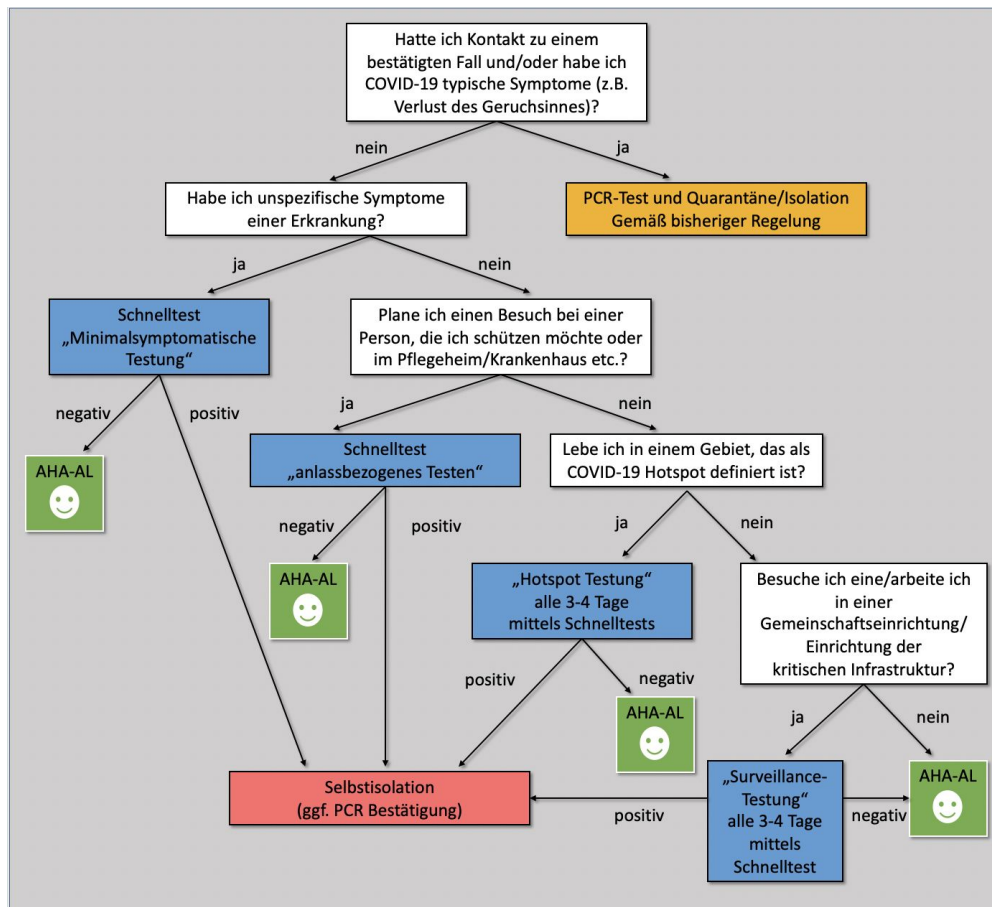 Hatte ich Kontakt zu einem
bestätigten Fall und/oder habe ich
COVID-19 typische Symptome (z.B.
Verlust des Geruchsinnes)?
nein
ja
Habe ich unspezifische Symptome
einer Erkrankung?
PCR-Test und Quarantäne/Isolation
Gemäß bisheriger Regelung
ja
nein
Schnelltest
„Minimalsymptomatische
Testung“
Plane ich einen Besuch bei einer
Person, die ich schützen möchte oder
im Pflegeheim/Krankenhaus etc.?
negativ
positiv
ja
nein
AHA-AL
Schnelltest
„anlassbezogenes Testen“
Lebe ich in einem Gebiet, das als
COVID-19 Hotspot definiert ist?
negativ
positiv
ja
nein
AHA-AL
„Hotspot Testung“
alle 3-4 Tage
mittels Schnelltests
Besuche ich eine/arbeite ich
in einer
Gemeinschaftseinrichtung/
Einrichtung der
kritischen Infrastruktur?
positiv
negativ
AHA-AL
ja
nein
Selbstisolation
(ggf. PCR Bestätigung)
positiv
„Surveillance-
Testung“
alle 3-4 Tage
mittels
Schnelltest
negativ
AHA-AL